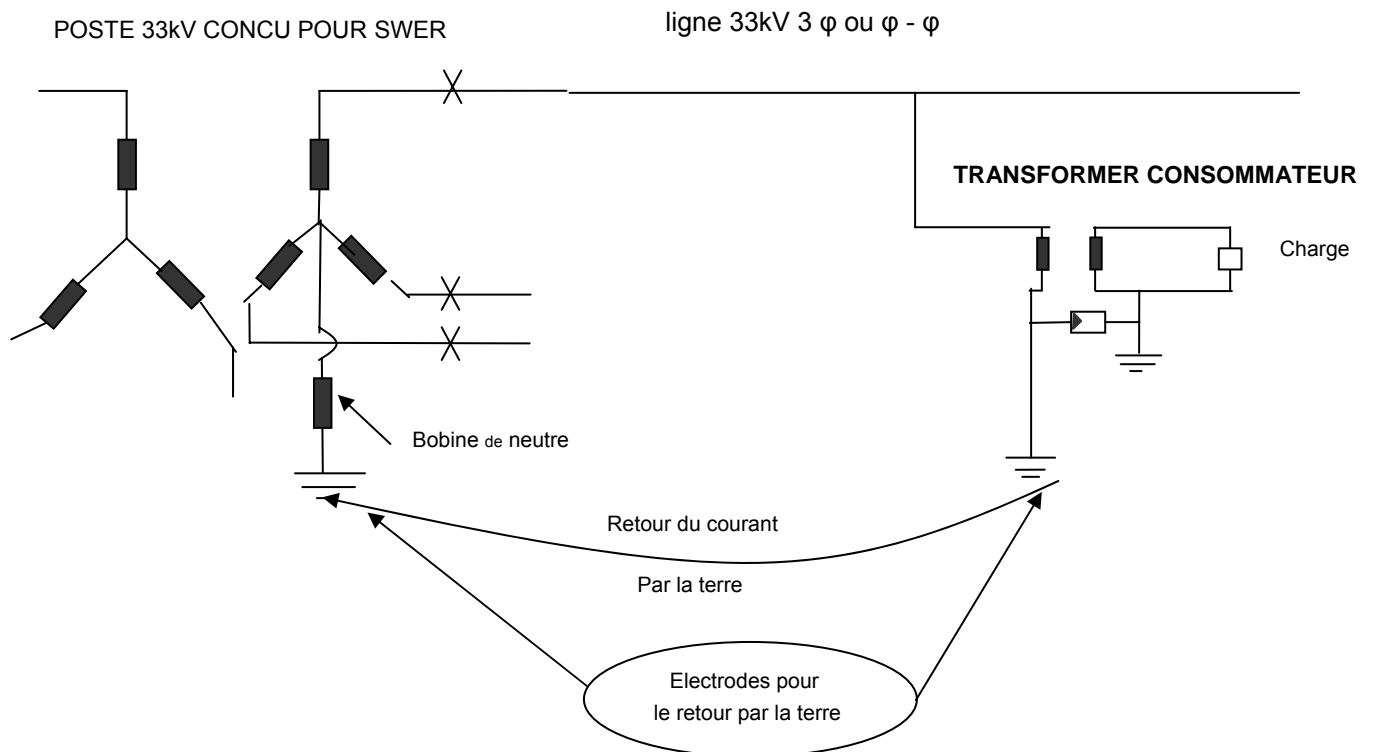 POSTE 33kV CONCU POUR SWER
ligne 33kV 3 φ ou φ - φ
TRANSFORMER CONSOMMATEUR
Charge
Bobine de neutre
Retour du courant
Par la terre
Electrodes pour
le retour par la terre